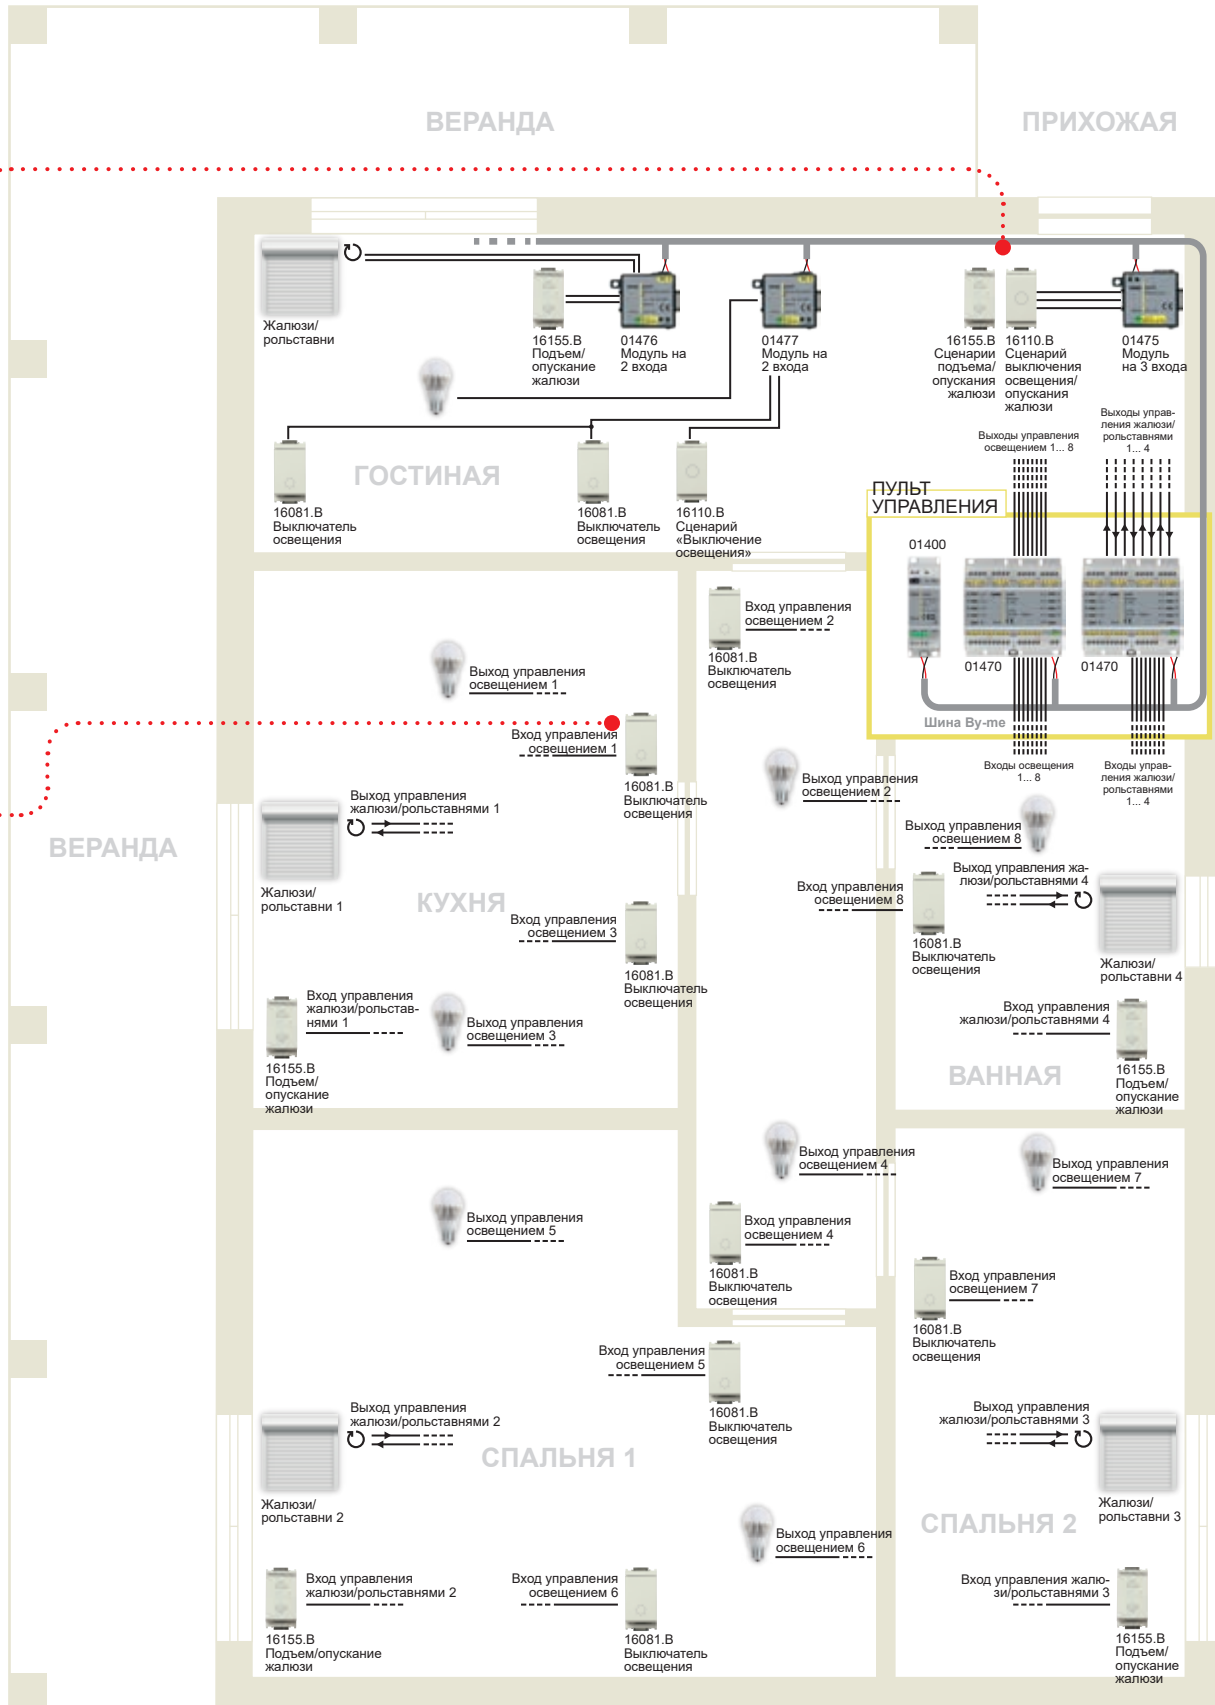 ВЕРАНДА
ПРИХОЖАЯ
Жалюзи/
рольставни
16155.B
Подъем/
опускание
жалюзи
01476
Модуль на
2 входа
01477
Модуль на
2 входа
16155.B
Сценарии
подъема/
опускания
жалюзи
16110.B
Сценарий
выключения
освещения/
опускания
жалюзи
01475
Модуль
на 3 входа
16081.B
Выключатель
освещения
ГОСТИНАЯ
16081.B
Выключатель
освещения
16110.B
Сценарий
«Выключение
освещения»
Выходы управления
освещением 1... 8
Выходы управ-
ления жалюзи/
рольставнями
1... 4
ПУЛЬТ
УПРАВЛЕНИЯ
01400
01470
01470
Шина By-me
Входы освещения
1... 8
Входы управ-
ления жалюзи/
рольставнями
1... 4
Вход управления
освещением 2
16081.B
Выключатель
освещения
Выход управления
освещением 1
Вход управления
освещением 1
16081.B
Выключатель
освещения
Выход управления
освещением 2
Выход управления
жалюзи/рольставнями 1
Жалюзи/
рольставни 1
ВЕРАНДА
КУХНЯ
Выход управления
освещением 8
Вход управления
освещением 8
16081.B
Выключатель
освещения
Выход управления жа-
люзи/рольставнями 4
Жалюзи/
рольставни 4
Вход управления
освещением 3
16081.B
Выключатель
освещения
Вход управления
жалюзи/рольстав-
нями 1
16155.B
Подъем/
опускание
жалюзи
Выход управления
освещением 3
Вход управления
жалюзи/рольставнями 4
16155.B
Подъем/
опускание
жалюзи
ВАННАЯ
Выход управления
освещением 4
Выход управления
освещением 7
Выход управления
освещением 5
Вход управления
освещением 4
16081.B
Выключатель
освещения
Вход управления
освещением 7
16081.B
Выключатель
освещения
Вход управления
освещением 5
16081.B
Выключатель
освещения
Выход управления
жалюзи/рольставнями 2
Жалюзи/
рольставни 2
СПАЛЬНЯ 1
Выход управления
жалюзи/рольставнями 3
Жалюзи/
рольставни 3
СПАЛЬНЯ 2
Выход управления
освещением 6
Вход управления
жалюзи/рольставнями 2
16155.B
Подъем/опускание
жалюзи
Вход управления
освещением 6
16081.B
Выключатель
освещения
Вход управления жалю-
зи/рольставнями 3
16155.B
Подъем/
опускание
жалюзи